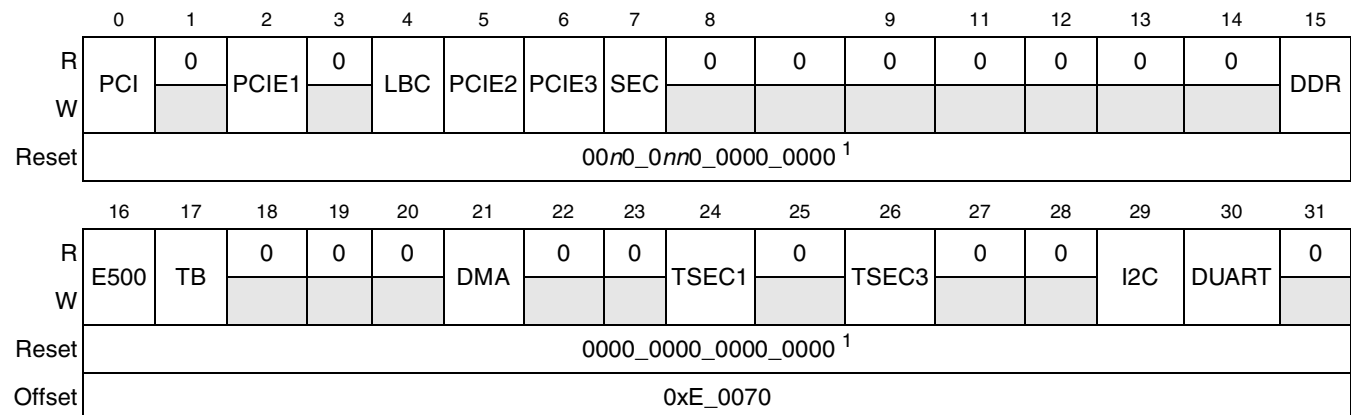 0 1 2 3 4 5 6 7 8 9 11 12 13 14 15
R PCI 0 PCIE1 0 LBC PCIE2 PCIE3 SEC 0 0 0 0 0 0 0 DDR
W
Reset 00n0_0nn0_0000_0000 1
16 17 18 19 20 21 22 23 24 25 26 27 28 29 30 31
R E500 TB 0 0 0 DMA 0 0 TSEC1 0 TSEC3 0 0 I2C DUART 0
W
Reset 0000_0000_0000_0000 1
Offset 0xE_0070